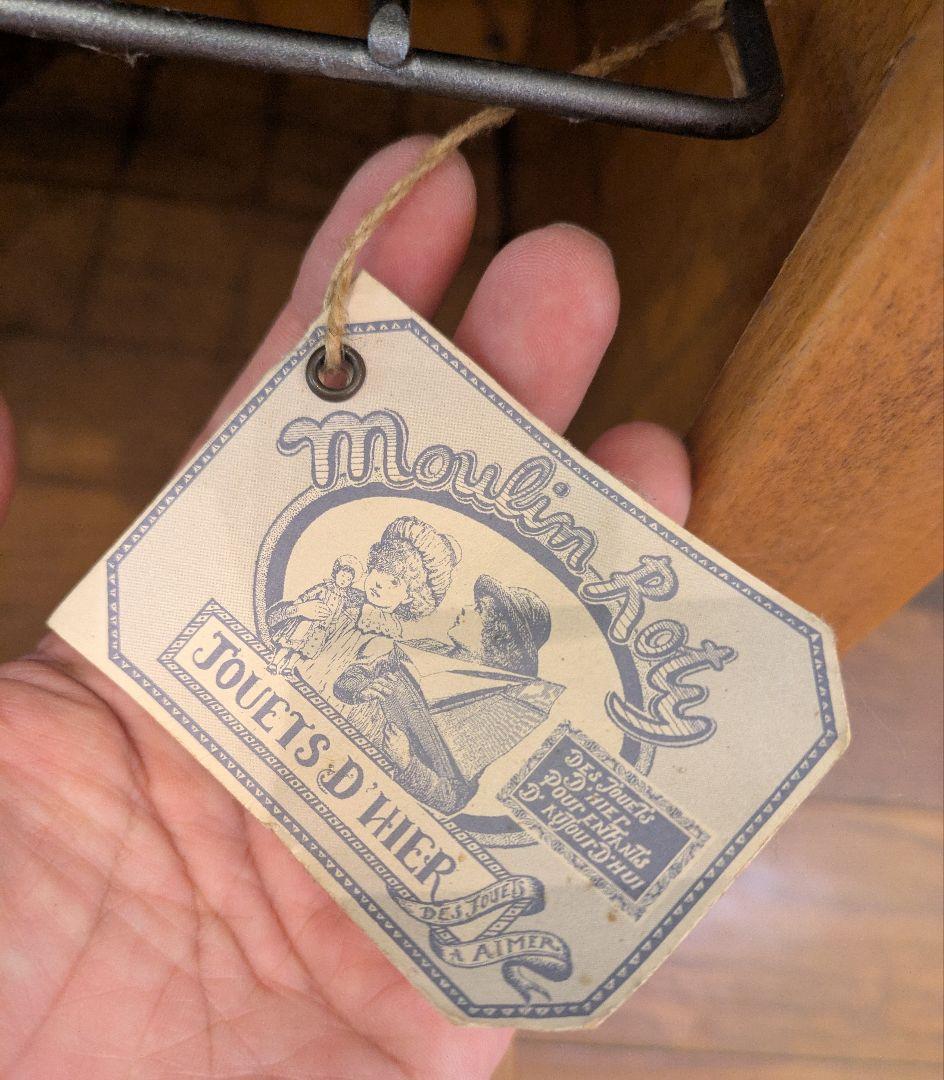 Moulin Roty
JOUETS D'HIER
DES JOUETS
D'HIER
POUR ENFANTS
D'AUJOURD'HUI
DES JOUETS
A AIMER